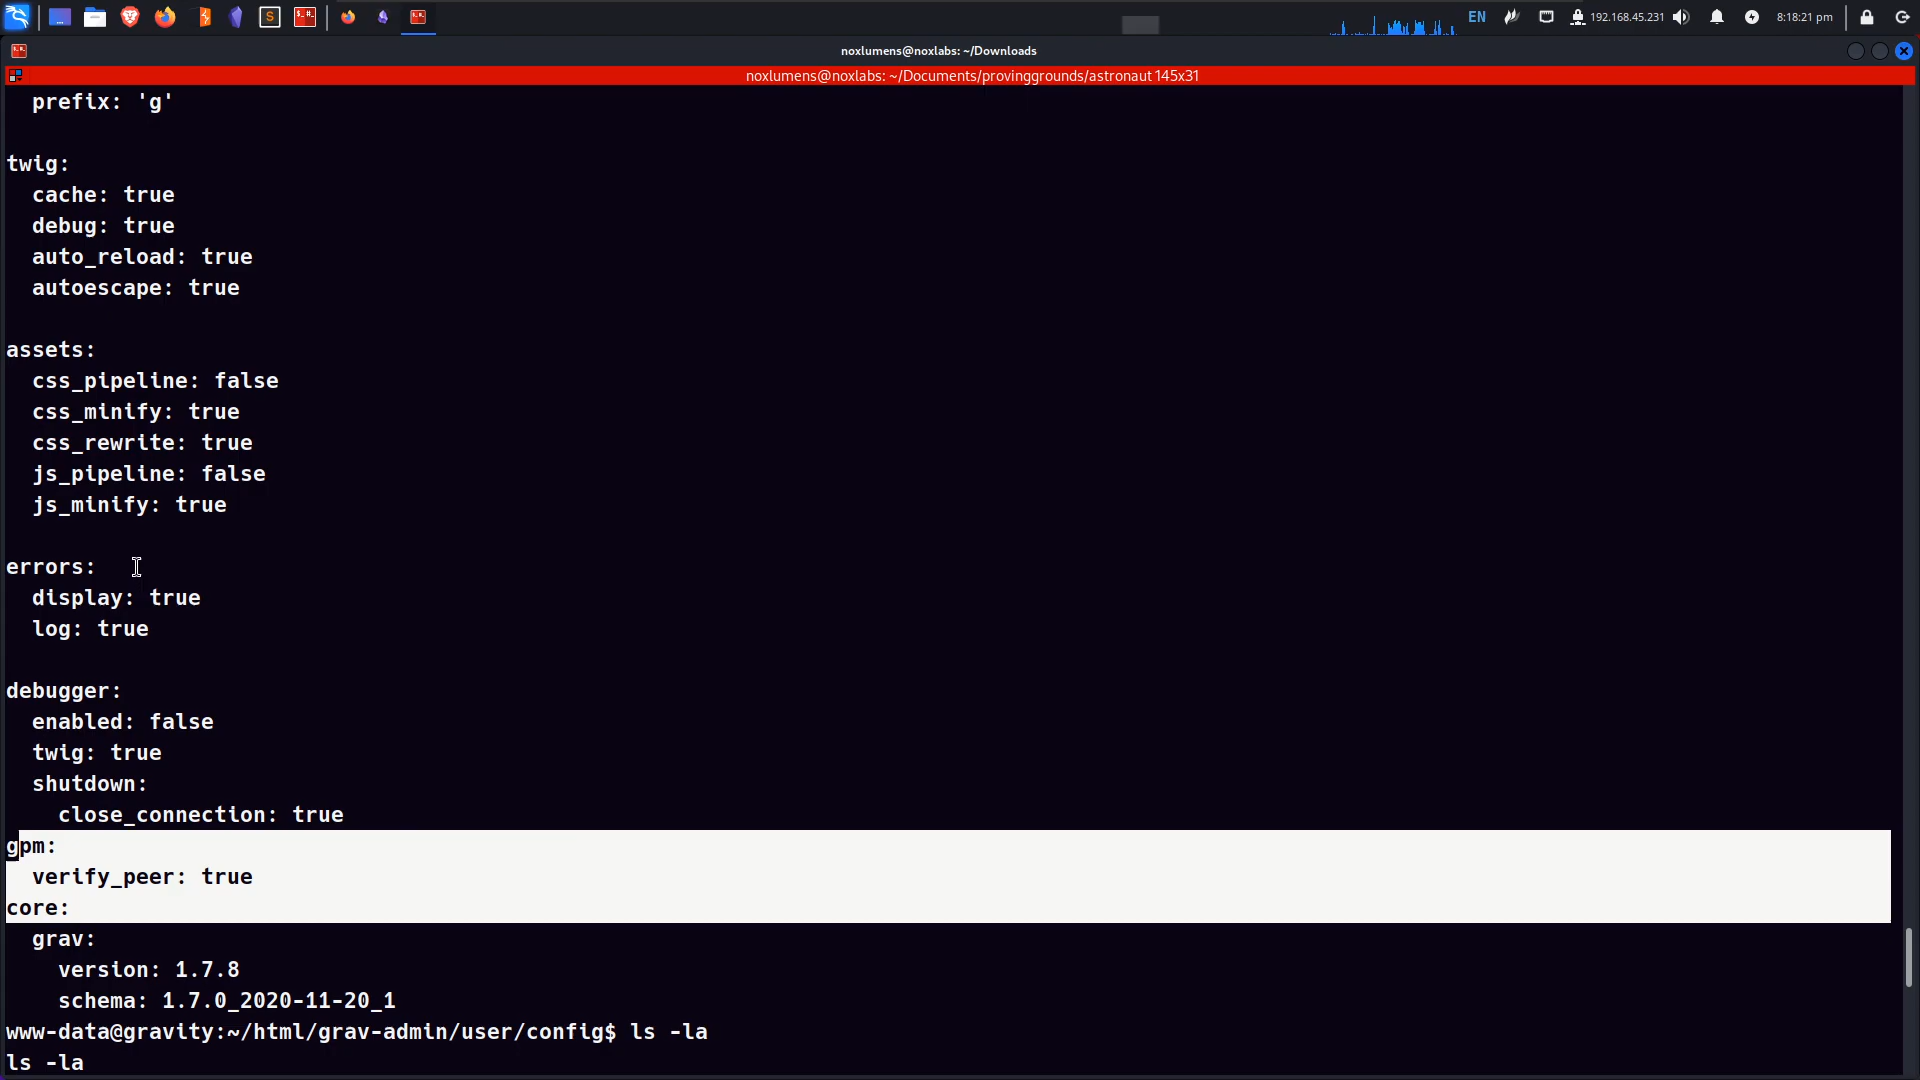 EN
192.168.45.231
8:18:21 pm
noxlumens@noxlabs: ~/Downloads
noxlumens@noxlabs: ~/Documents/provinggrounds/astronaut 145x31
prefix: 'g'
twig:
cache: true
debug: true
auto_reload: true
autoescape: true
assets:
css_pipeline: false
css_minify: true
css_rewrite: true
js_pipeline: false
js_minify: true
errors:
display: true
log: true
debugger:
enabled: false
twig: true
shutdown:
close_connection: true
gpm:
verify_peer: true
core:
grav:
version: 1.7.8
schema: 1.7.0_2020-11-20_1
www-data@gravity:~/html/grav-admin/user/config$ ls -la
ls -la